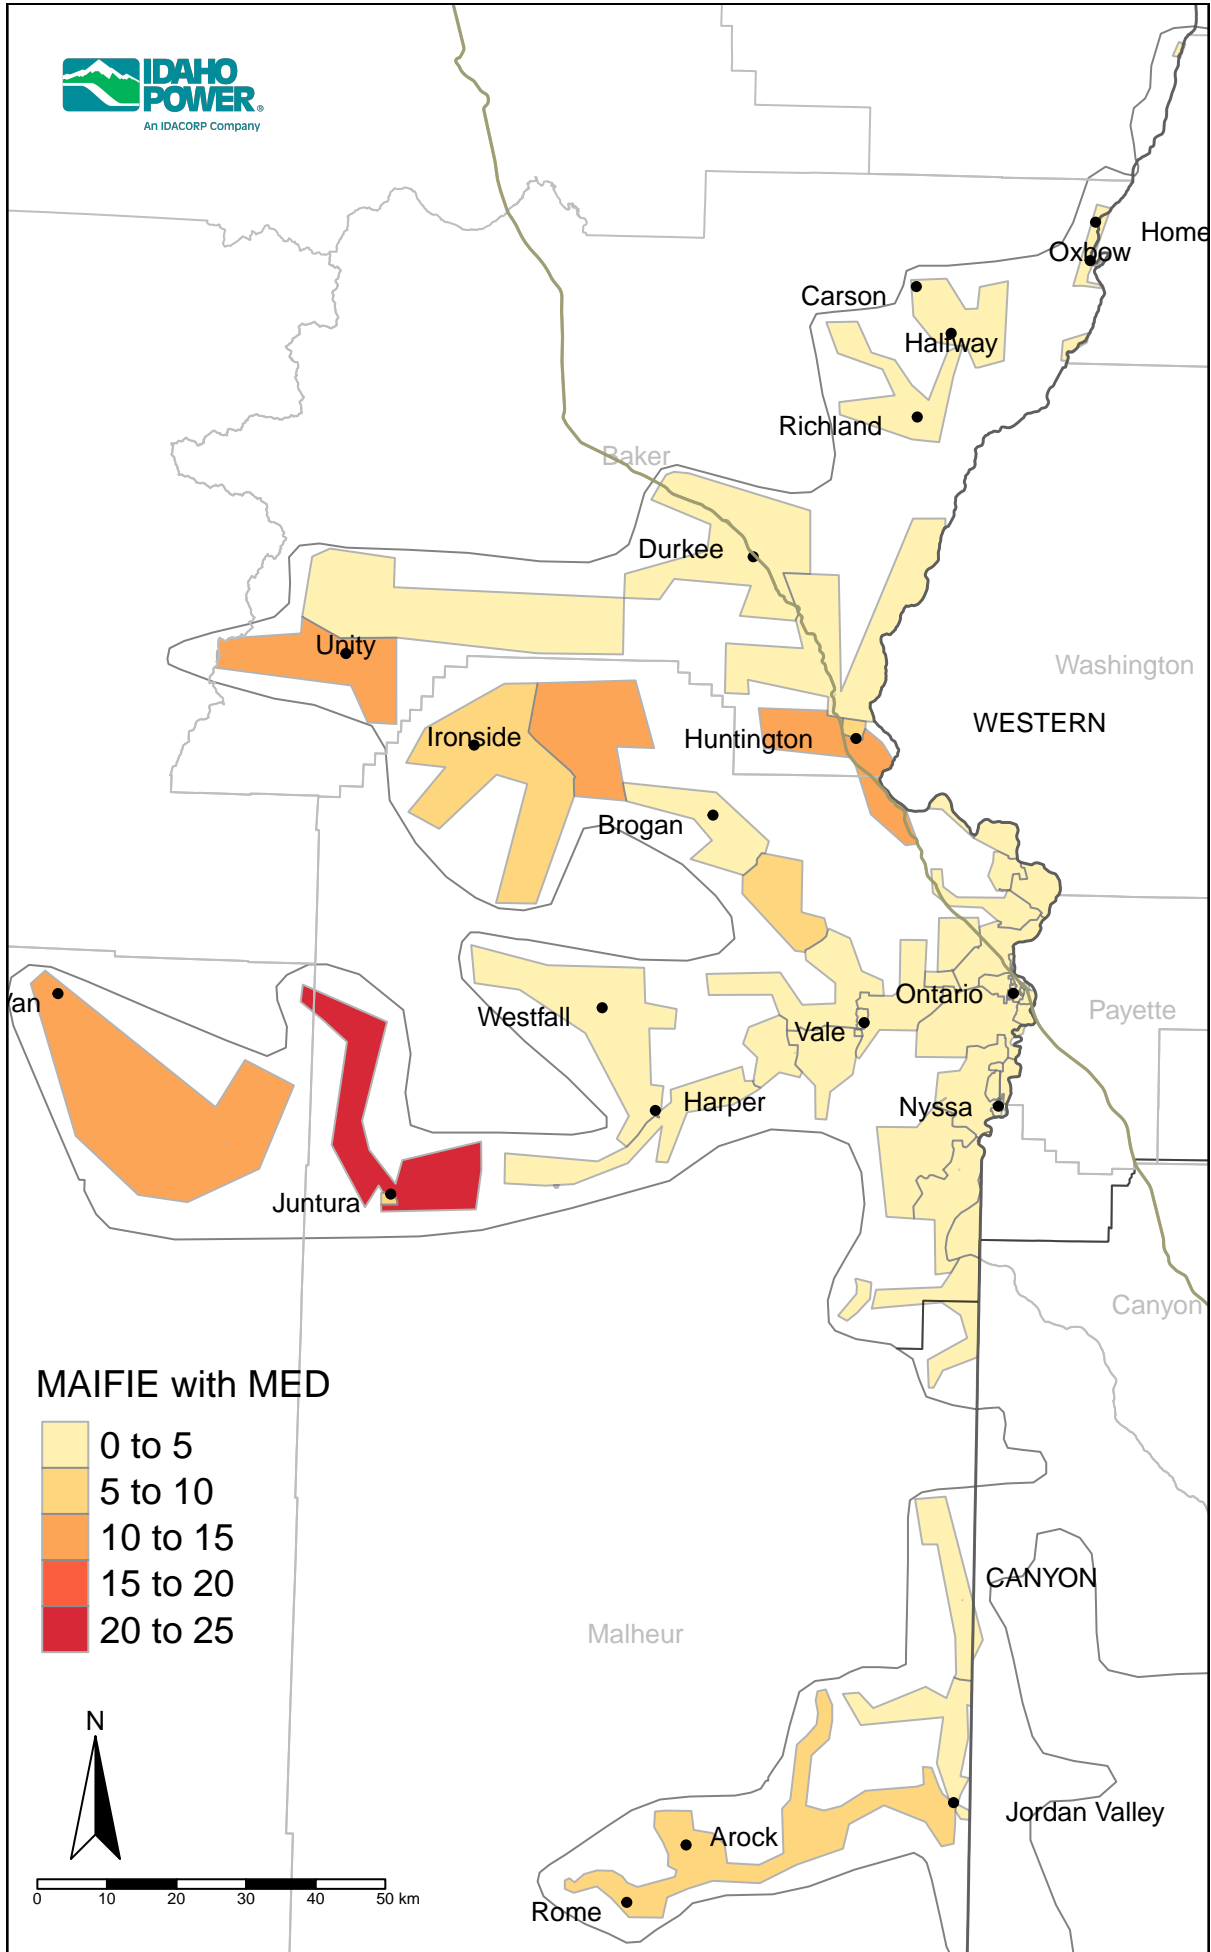 IDAHO
POWER®
An IDACORP Company
Home
Oxbow
Carson
Halfway
Richland
Baker
Durkee
Unity
Washington
WESTERN
Ironside
Huntington
Brogan
Van
Westfall
Ontario
Payette
Vale
Harper
Nyssa
Juntura
Canyon
MAIFIE with MED
0 to 5
5 to 10
10 to 15
15 to 20
20 to 25
CANYON
Malheur
N
Jordan Valley
Arock
Rome
0 10 20 30 40 50 km